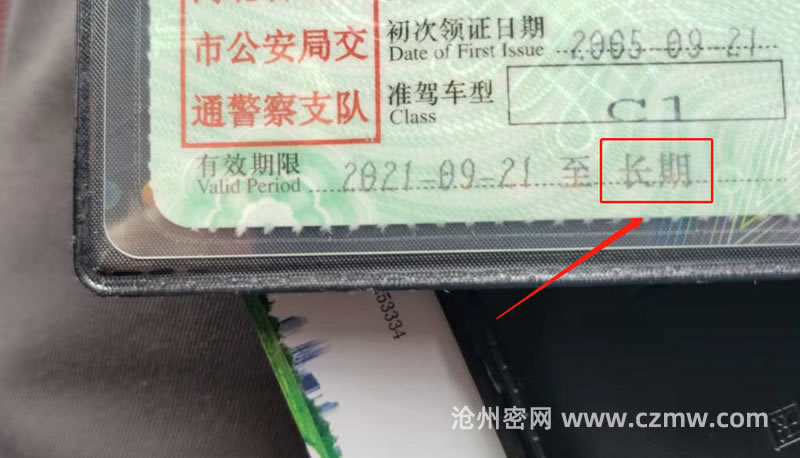 市公安局交
通警察支队
初次领证日期
Date of First Issue
2005-09-21
准驾车型
Class
C1
有效期限
Valid Period
2021-09-21 至 长期
53334
沧州密网 www.czmw.com